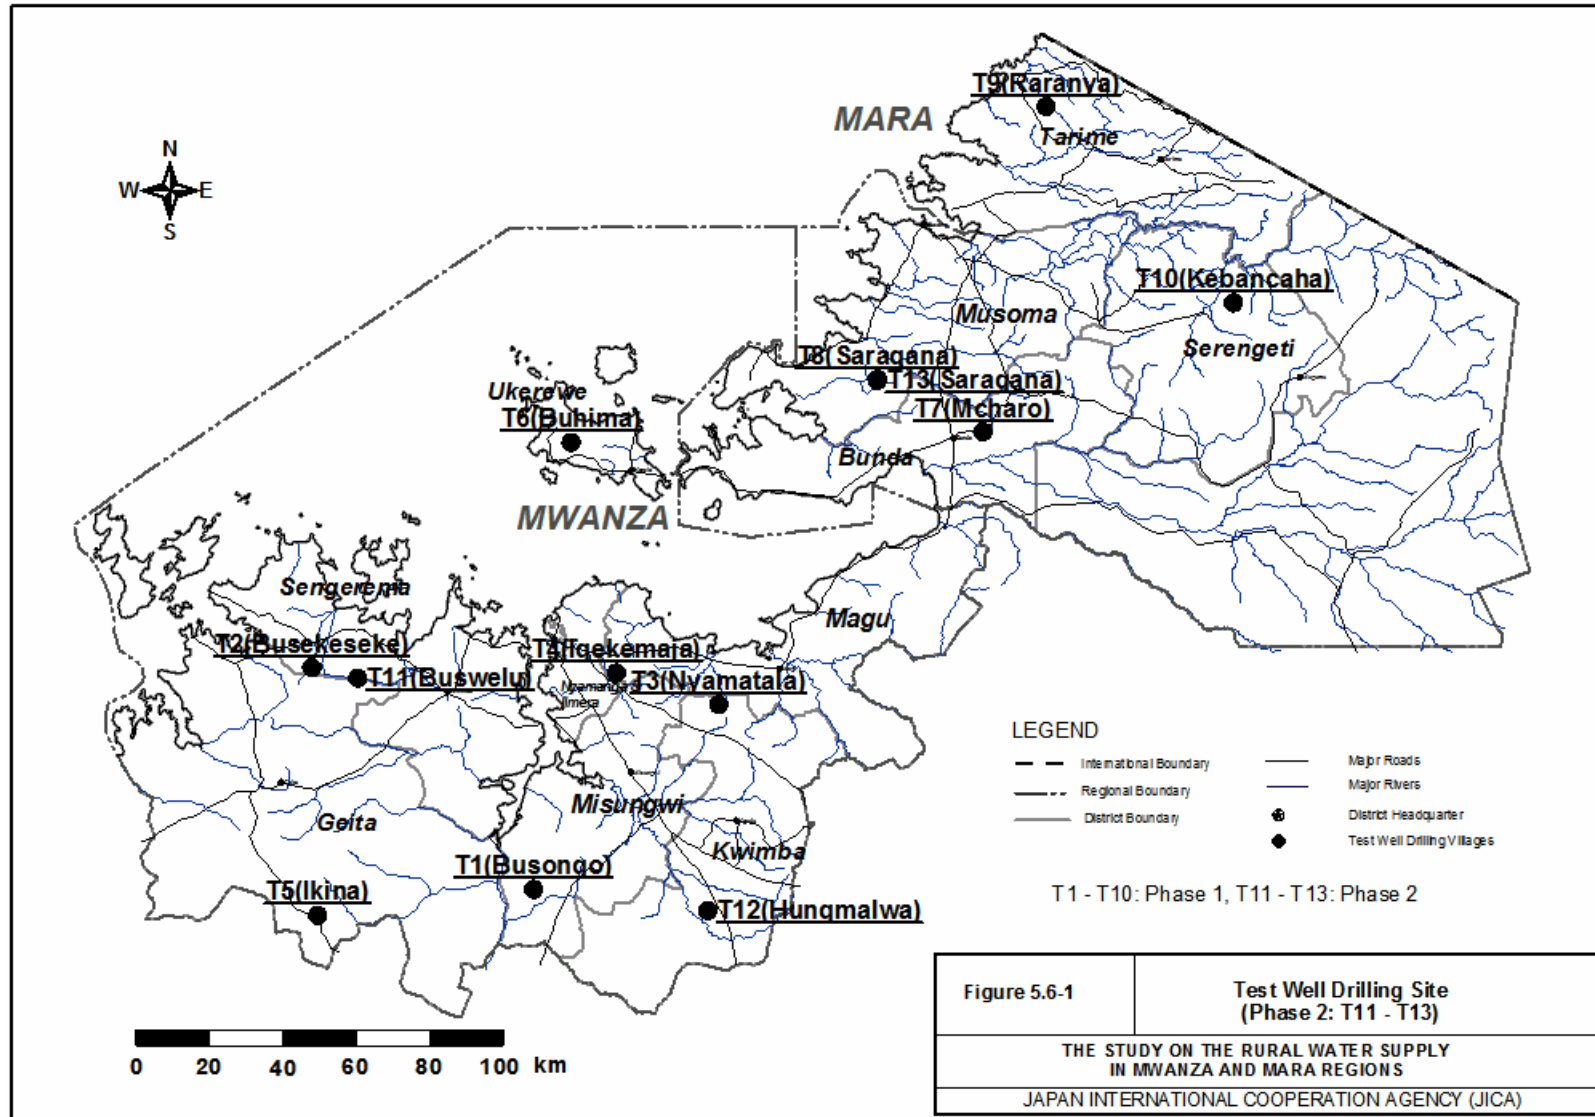 T9(Raranya)
MARA
Tarime
N
W E
S
T10(Kebancaha)
Musoma
Serengeti
T8(Saragana)
T13(Saragana)
Ukerewe
T7(Mcharo)
T6(Buhima)
Bunda
MWANZA
Sengerema
Magu
T2(Busekeseke)
T4(Igekemaja)
T11(Buswelu)
T3(Nyamatala)
LEGEND
International Boundary
Major Roads
Regional Boundary
Major Rivers
District Boundary
District Headquarter
Test Well Drilling Villages
Misungwi
Geita
Kwimba
T1(Busongo)
T5(Ikina)
T12(Hungmalwa)
T1 - T10: Phase 1, T11 - T13: Phase 2
0 20 40 60 80 100 km
Figure 5.6-1
Test Well Drilling Site
(Phase 2: T11 - T13)
THE STUDY ON THE RURAL WATER SUPPLY
IN MWANZA AND MARA REGIONS
JAPAN INTERNATIONAL COOPERATION AGENCY (JICA)